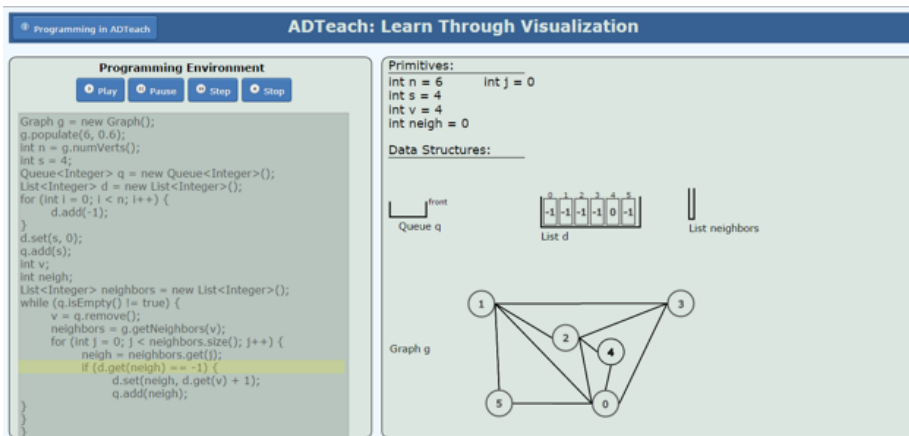 Programming in ADTeach
ADTeach: Learn Through Visualization
Programming Environment
Play Pause Step Stop
Graph g = new Graph();
g.populate(6, 0.6);
int n = g.numVerts();
int s = 4;
Queue<Integer> q = new Queue<Integer>();
List<Integer> d = new List<Integer>();
for (int i = 0; i < n; i++) {
d.add(-1);
}
d.set(s, 0);
q.add(s);
int v;
int neigh;
List<Integer> neighbors = new List<Integer>();
while (q.isEmpty() != true) {
v = q.remove();
neighbors = g.getNeighbors(v);
for (int j = 0; j < neighbors.size(); j++) {
neigh = neighbors.get(j);
if (d.get(neigh) == -1) {
d.set(neigh, d.get(v) + 1);
q.add(neigh);
}
}
}
Primitives:
int n = 6 int j = 0
int s = 4
int v = 4
int neigh = 0
Data Structures:
front
Queue q
0 1 2 3 4 5
-1 -1 -1 -1 0 -1
List d
List neighbors
Graph g
1
3
2
4
5
0